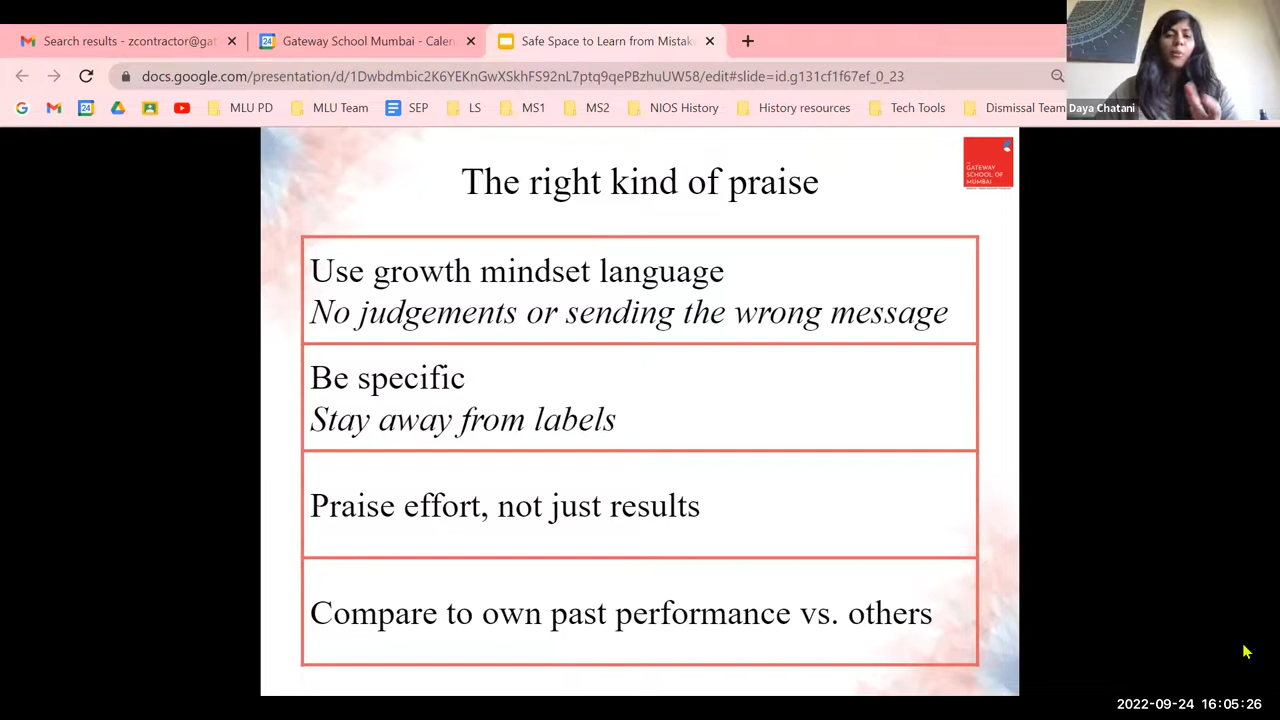 Search results - zcontractor@gat
Gateway School Mumbai - Calen
Safe Space to Learn from Mistak
docs.google.com/presentation/d/1Dwbdmbic2K6YEKnGwXSkhFS92nL7ptq9qePBzhuUW58/edit#slide=id.g131cf1f67ef_0_23
MLU PD
MLU Team
SEP
LS
MS1
MS2
NIOS History
History resources
Tech Tools
Dismissal Team
Daya Chatani
The right kind of praise
GATEWAY
SCHOOL OF
MUMBAI
Use growth mindset language
No judgements or sending the wrong message
Be specific
Stay away from labels
Praise effort, not just results
Compare to own past performance vs. others
2022-09-24 16:05:26